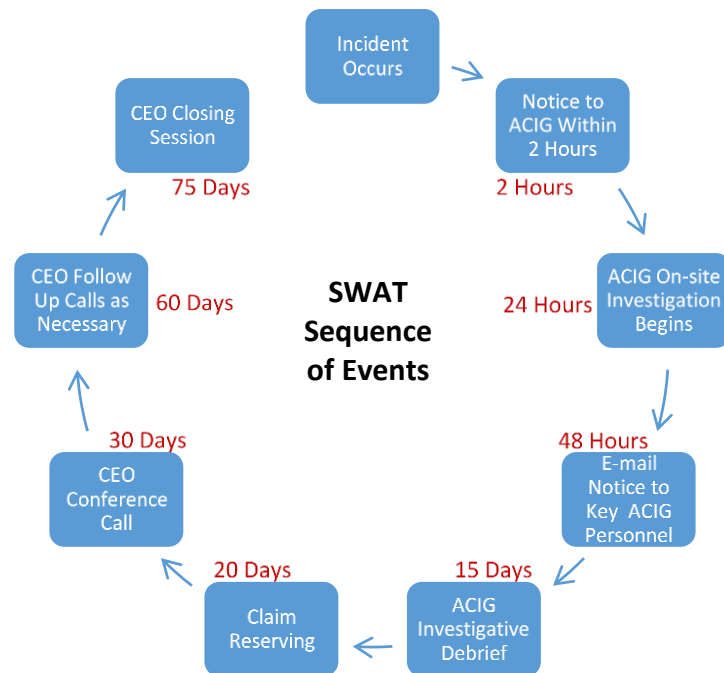 Incident
Occurs
Notice to
ACIG Within
2 Hours
2 Hours
ACIG On-site
Investigation
Begins
24 Hours
48 Hours
E-mail
Notice to
Key ACIG
Personnel
15 Days
ACIG
Investigative
Debrief
20 Days
Claim
Reserving
30 Days
CEO
Conference
Call
CEO Follow
Up Calls as
Necessary
60 Days
CEO Closing
Session
75 Days
SWAT
Sequence
of Events